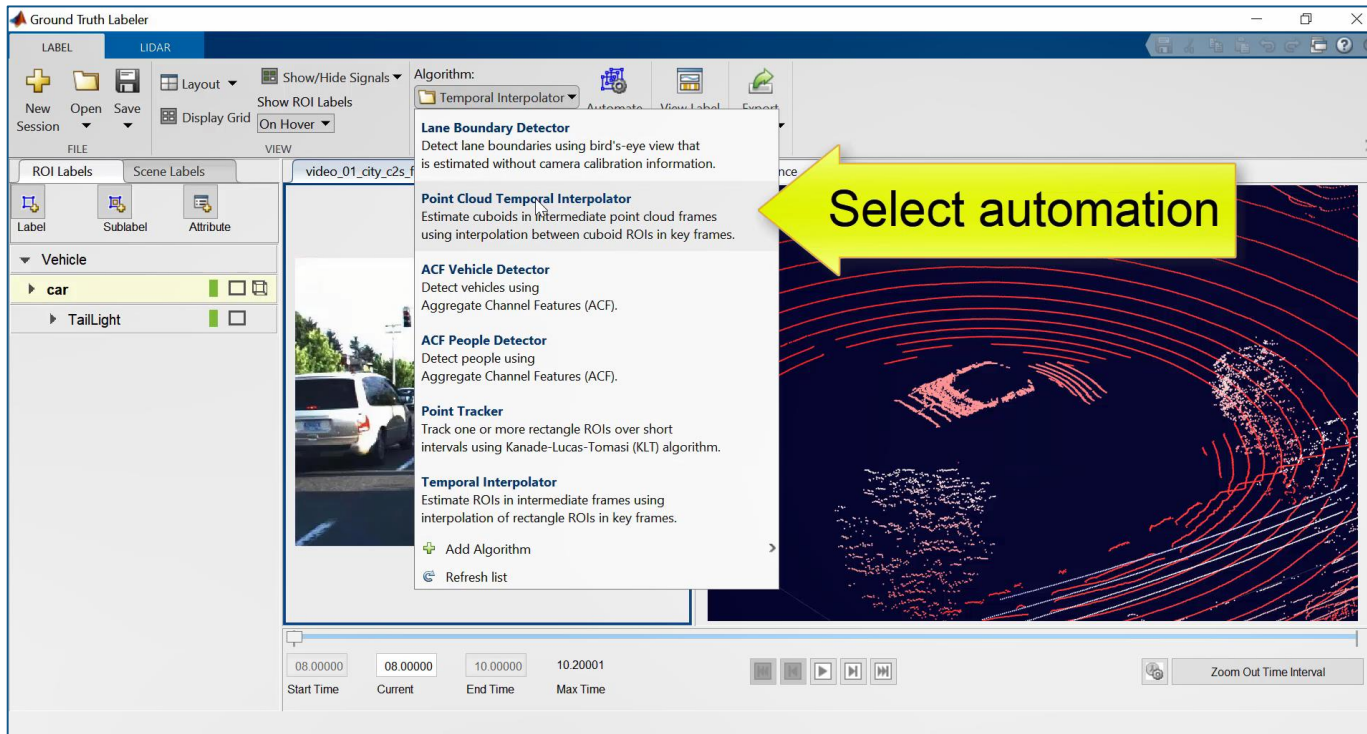 Ground Truth Labeler
LABEL
LIDAR
New
Session
Open
Save
FILE
Layout
Display Grid
Show/Hide Signals
Show ROI Labels
On Hover
VIEW
Algorithm:
Temporal Interpolator
Automate
View Label
Export
Lane Boundary Detector
Detect lane boundaries using bird's-eye view that
is estimated without camera calibration information.
Point Cloud Temporal Interpolator
Estimate cuboids in intermediate point cloud frames
using interpolation between cuboid ROIs in key frames.
ACF Vehicle Detector
Detect vehicles using
Aggregate Channel Features (ACF).
ACF People Detector
Detect people using
Aggregate Channel Features (ACF).
Point Tracker
Track one or more rectangle ROIs over short
intervals using Kanade-Lucas-Tomasi (KLT) algorithm.
Temporal Interpolator
Estimate ROIs in intermediate frames using
interpolation of rectangle ROIs in key frames.
Add Algorithm
Refresh list
Select automation
ROI Labels
Scene Labels
Label
Sublabel
Attribute
Vehicle
car
TailLight
video_01_city_c2s_f
08.00000
08.00000
10.00000
10.20001
Start Time
Current
End Time
Max Time
Zoom Out Time Interval